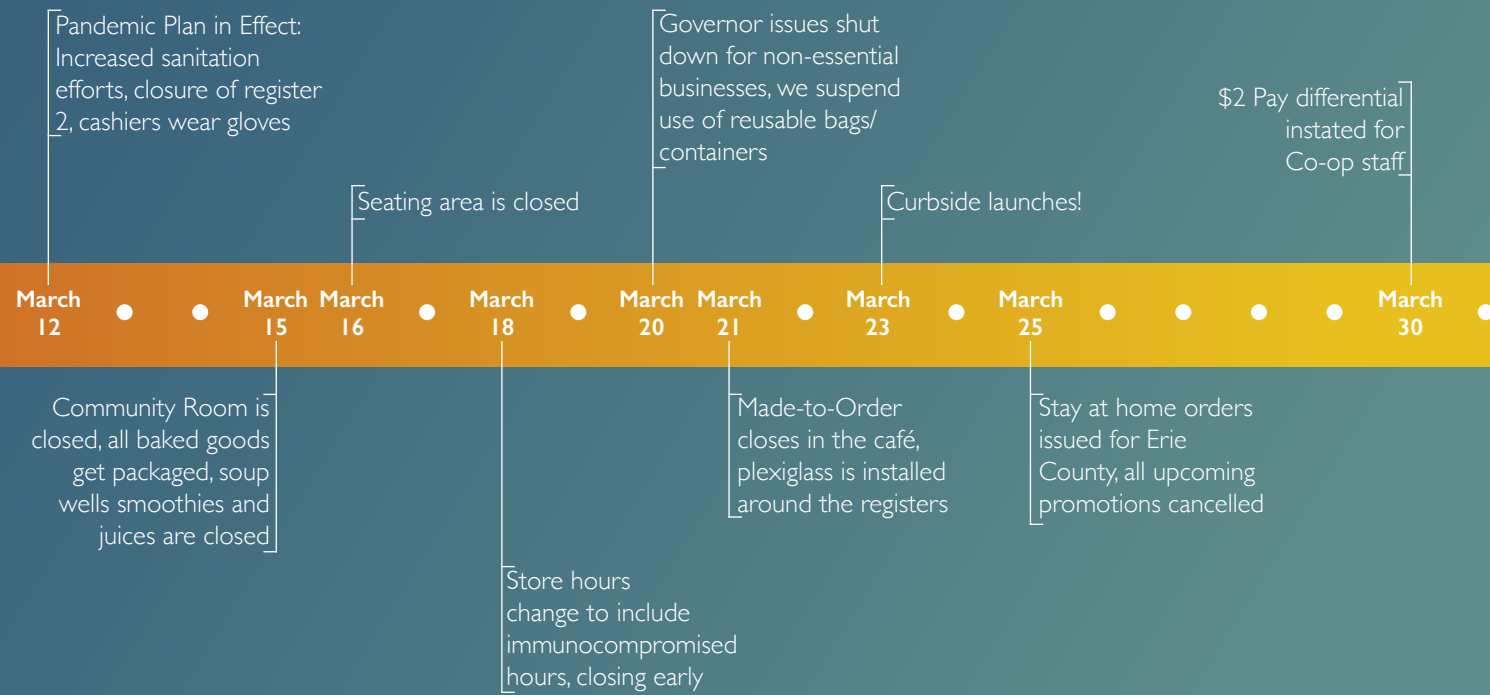 Pandemic Plan in Effect:
Increased sanitation
efforts, closure of register
2, cashiers wear gloves
Governor issues shut
down for non-essential
businesses, we suspend
use of reusable bags/
containers
$2 Pay differential
instated for
Co-op staff
Seating area is closed
Curbside launches!
March
12
March
15
March
16
March
18
March
20
March
21
March
23
March
25
March
30
Community Room is
closed, all baked goods
get packaged, soup
wells smoothies and
juices are closed
Made-to-Order
closes in the café,
plexiglass is installed
around the registers
Stay at home orders
issued for Erie
County, all upcoming
promotions cancelled
Store hours
change to include
immunocompromised
hours, closing early